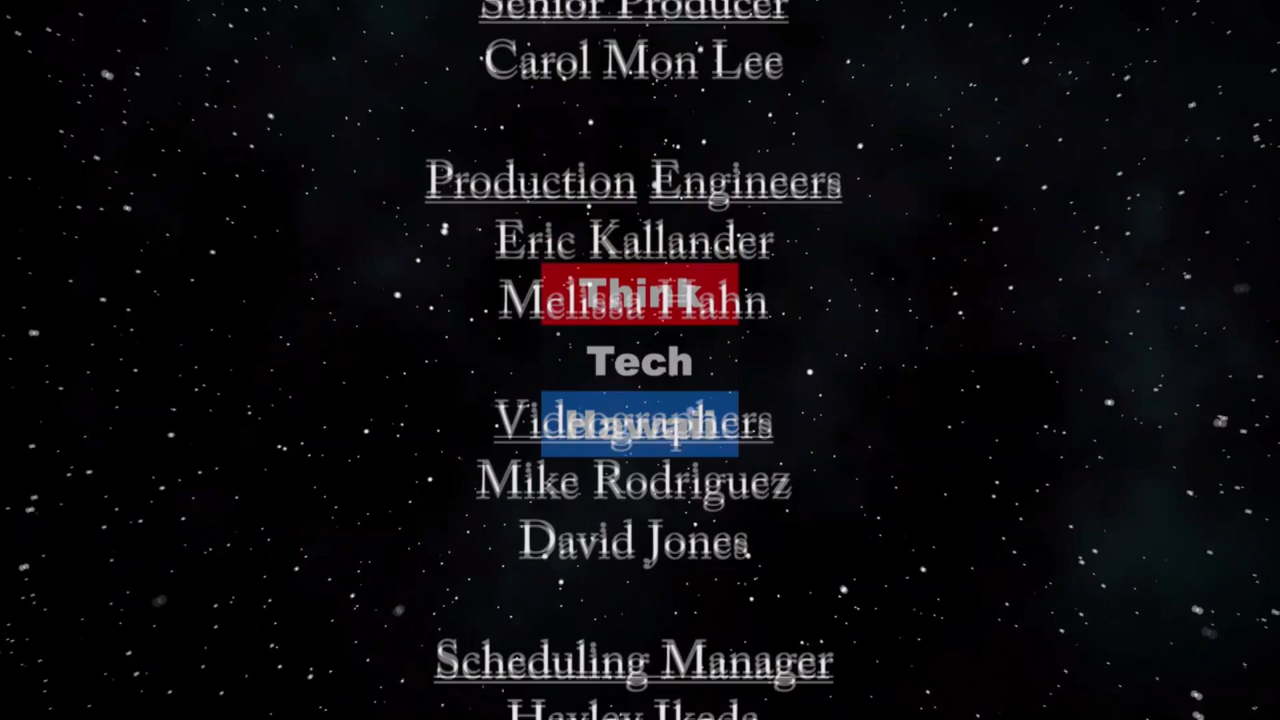 Senior Producer
Carol Mon Lee
Production Engineers
Eric Kallander
Think
Melissa Hahn
Tech
Videographers
Hawaii
Mike Rodriguez
David Jones
Scheduling Manager
Hayley Ikeda